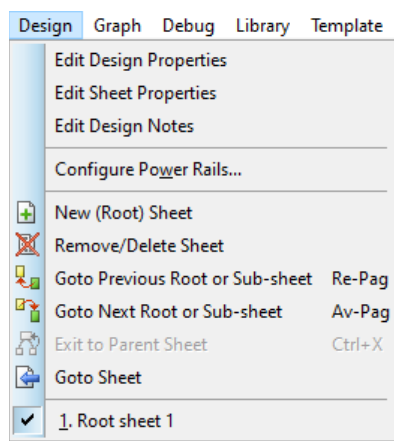 Design Graph Debug Library Template
Edit Design Properties
Edit Sheet Properties
Edit Design Notes
Configure Power Rails...
New (Root) Sheet
Remove/Delete Sheet
Goto Previous Root or Sub-sheet Re-Pag
Goto Next Root or Sub-sheet Av-Pag
Exit to Parent Sheet Ctrl+X
Goto Sheet
1. Root sheet 1